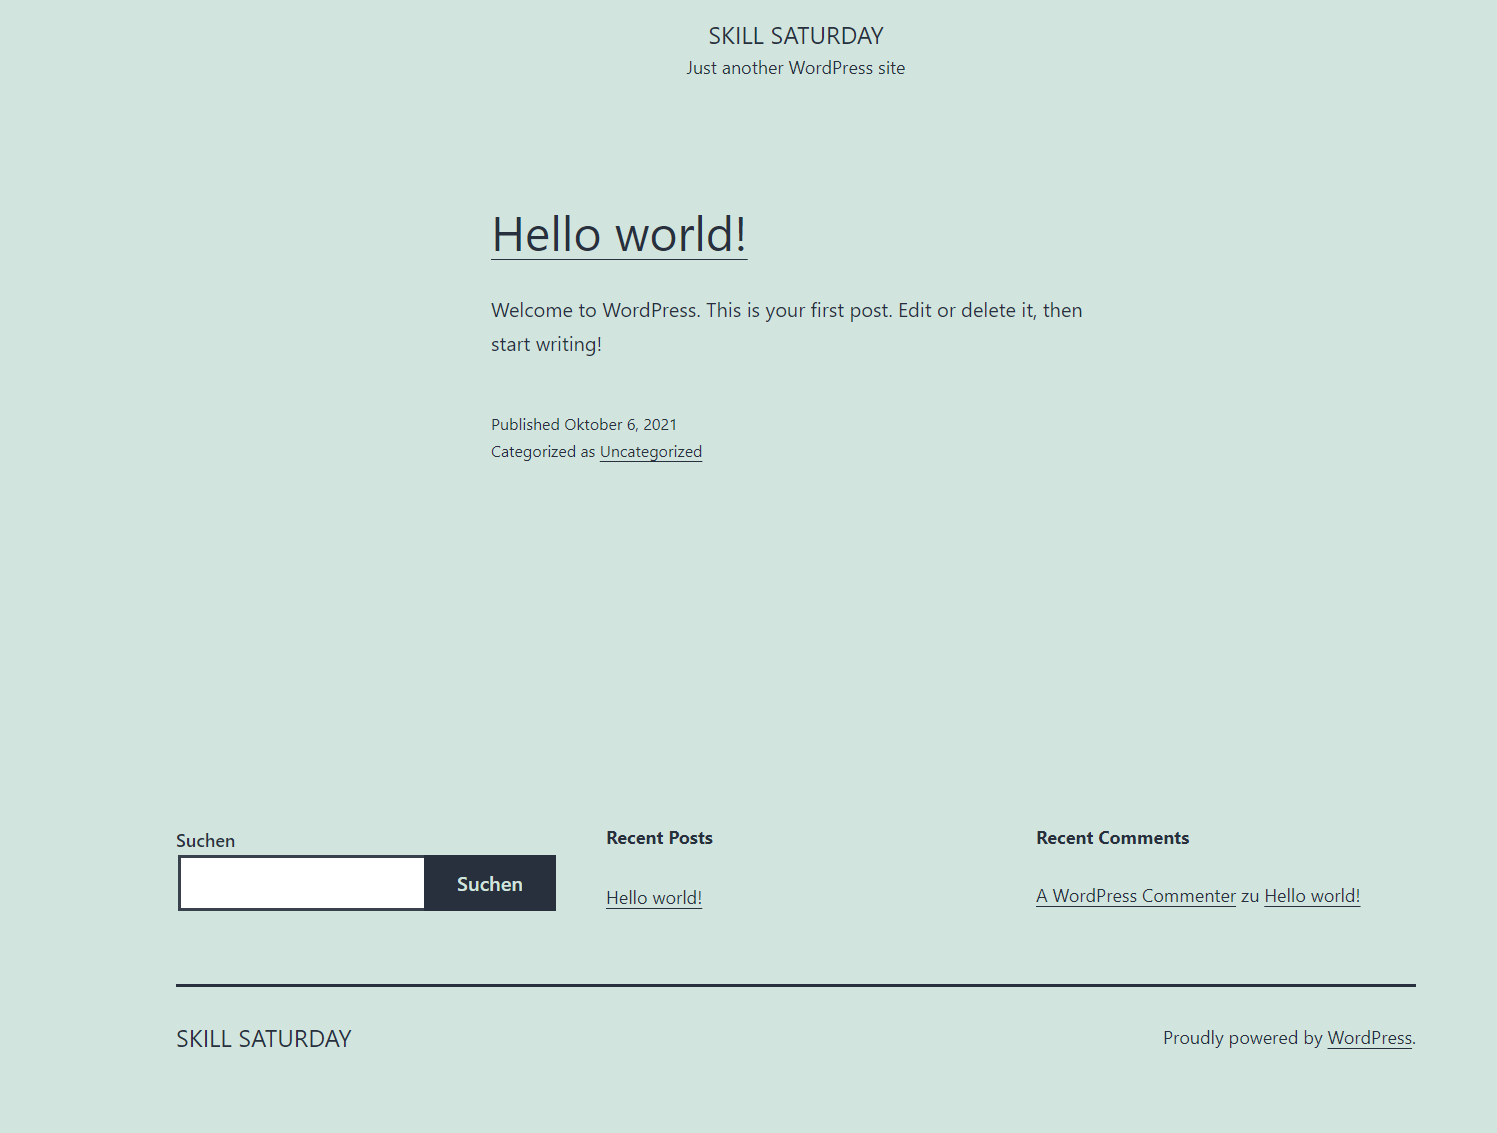 SKILL SATURDAY
Just another WordPress site
Hello world!
Welcome to WordPress. This is your first post. Edit or delete it, then
start writing!
Published Oktober 6, 2021
Categorized as Uncategorized
Suchen
Suchen
Recent Posts
Hello world!
Recent Comments
A WordPress Commenter zu Hello world!
SKILL SATURDAY
Proudly powered by WordPress.